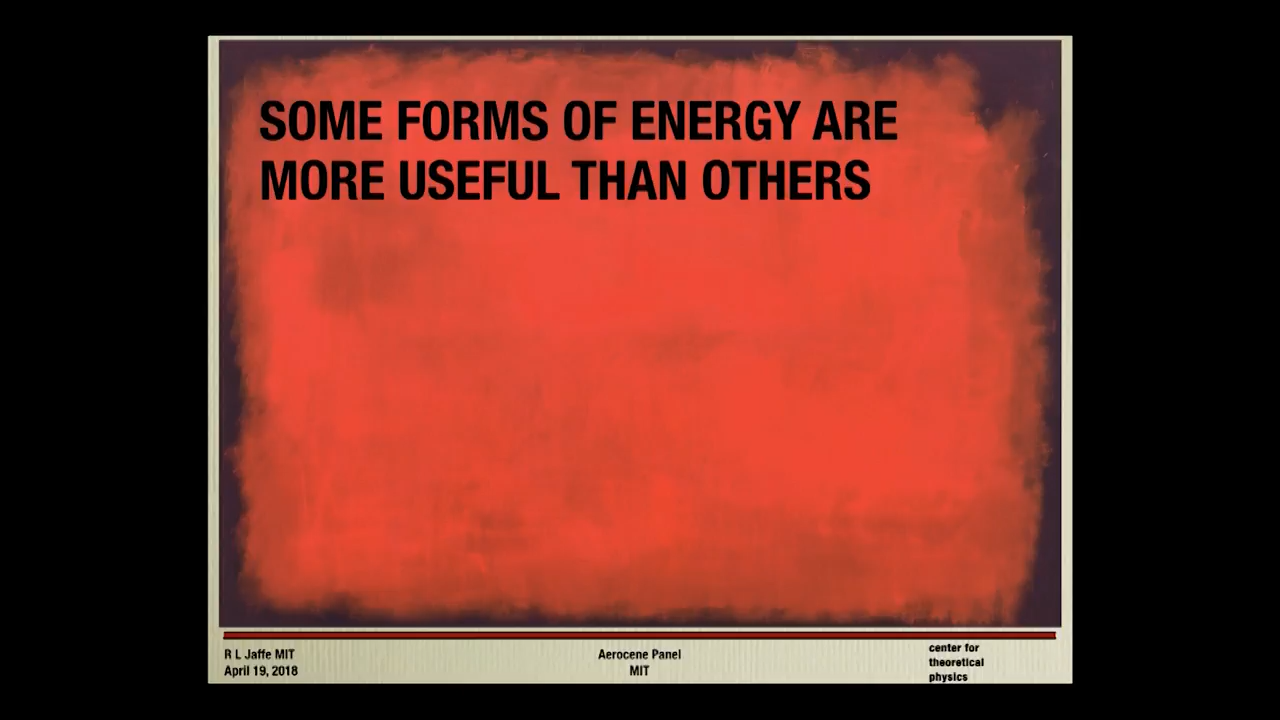 SOME FORMS OF ENERGY ARE
MORE USEFUL THAN OTHERS
R L Jaffe MIT
April 19, 2018
Aerocene Panel
MIT
center for
theoretical
physics